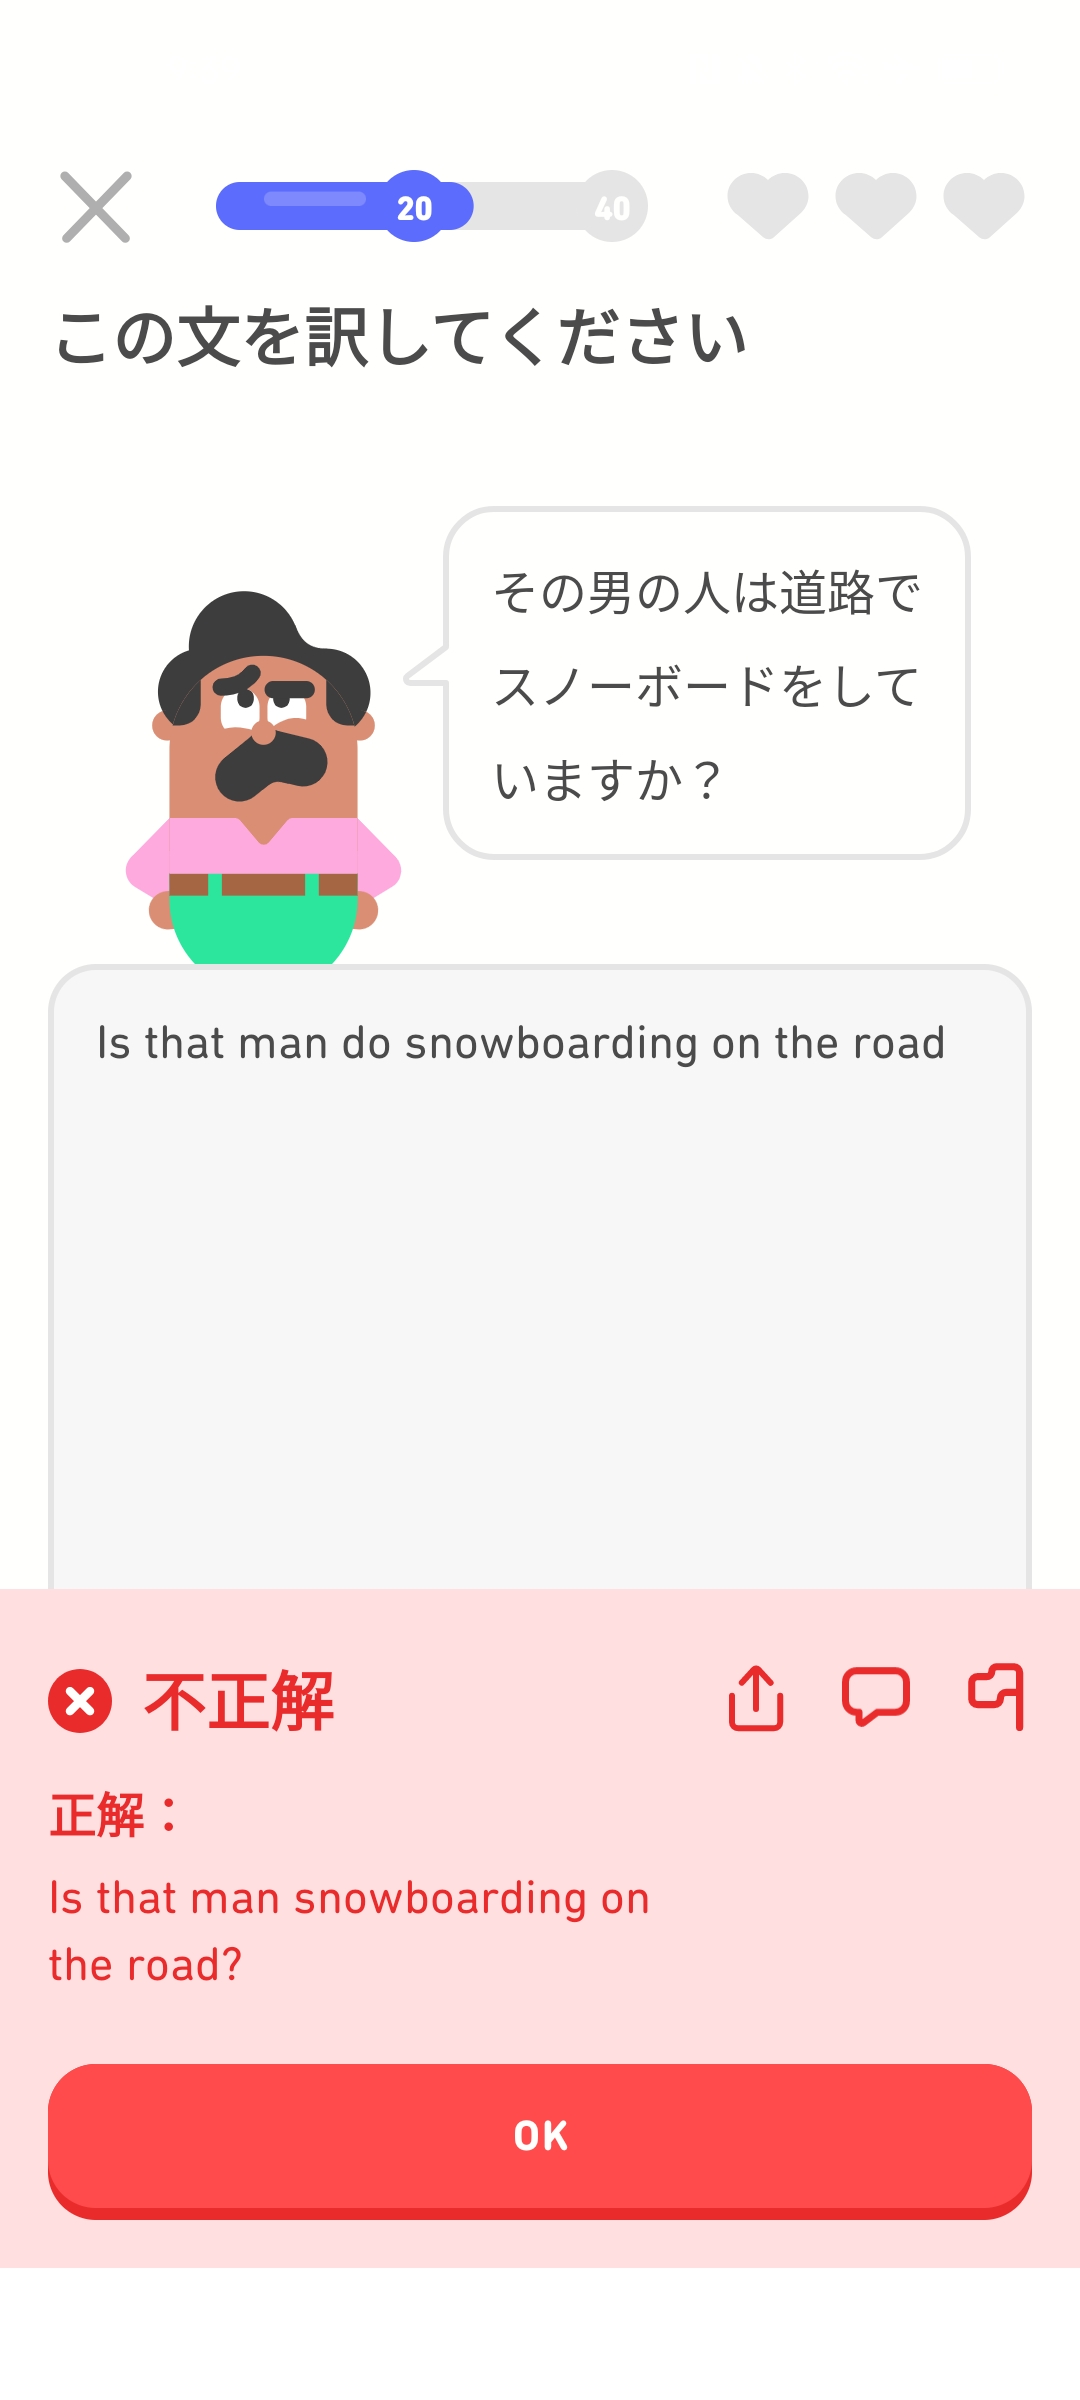 20
40
この文を訳してください
その男の人は道路で
スノーボードをして
いますか？
Is that man do snowboarding on the road
不正解
正解：
Is that man snowboarding on
the road?
OK